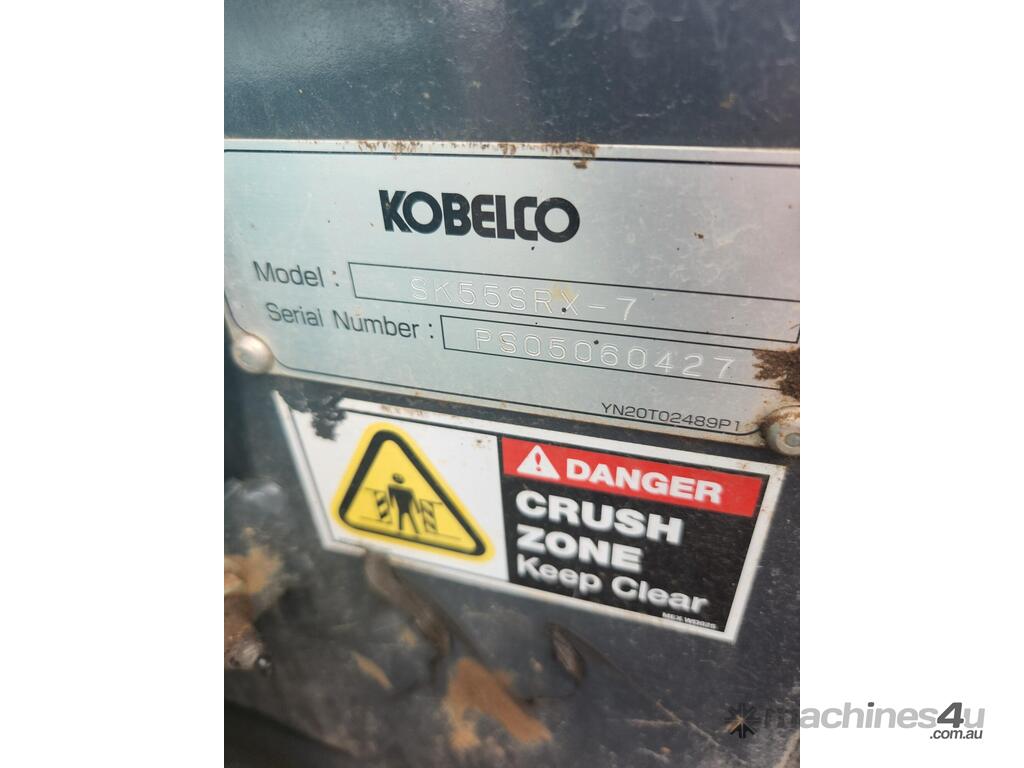 KOBELCO
Model : SK55SRX-7
Serial Number : PS05060427
YN20T02489P1
DANGER
CRUSH
ZONE
Keep Clear
machines4u
.com.au